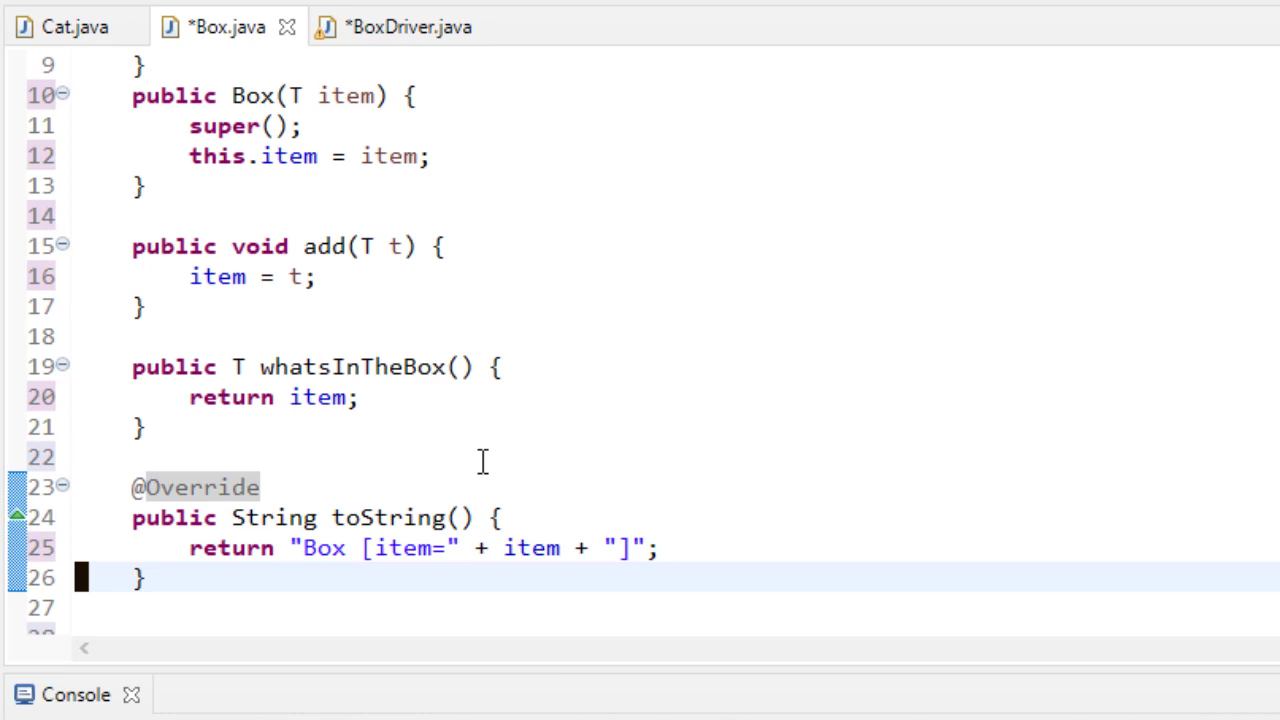 Cat.java *Box.java *BoxDriver.java
9 }
10 public Box(T item) {
11 super();
12 this.item = item;
13 }
14
15 public void add(T t) {
16 item = t;
17 }
18
19 public T whatsInTheBox() {
20 return item;
21 }
22
23 @Override
24 public String toString() {
25 return "Box [item=" + item + "]";
26 }
27
28
Console